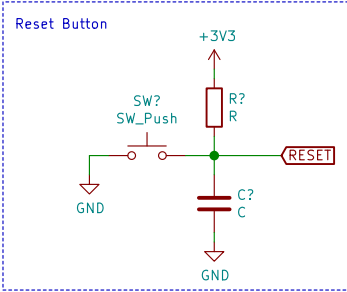 Reset Button
+3V3
SW?
SW_Push
R?
R
RESET
C?
C
GND
GND